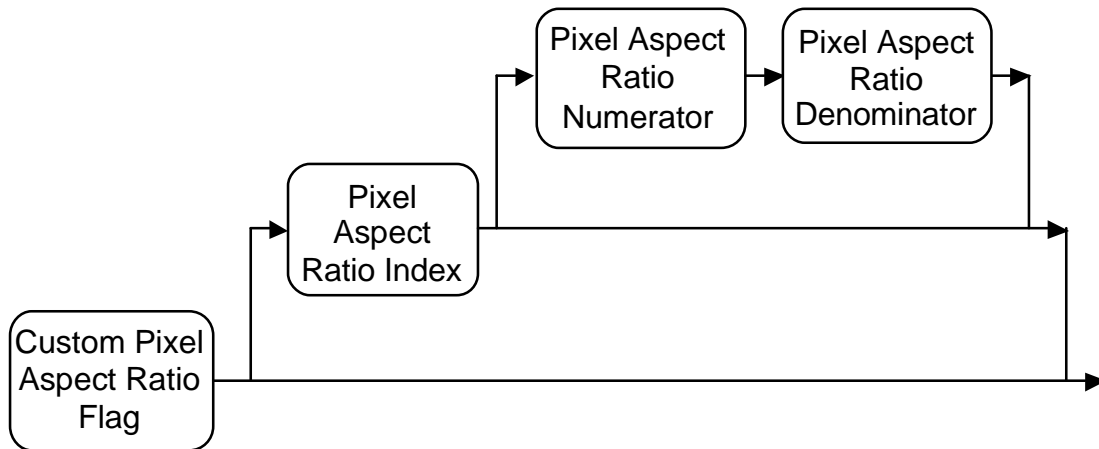 Pixel Aspect
Ratio
Numerator
Pixel Aspect
Ratio
Denominator
Pixel
Aspect
Ratio Index
Custom Pixel
Aspect Ratio
Flag